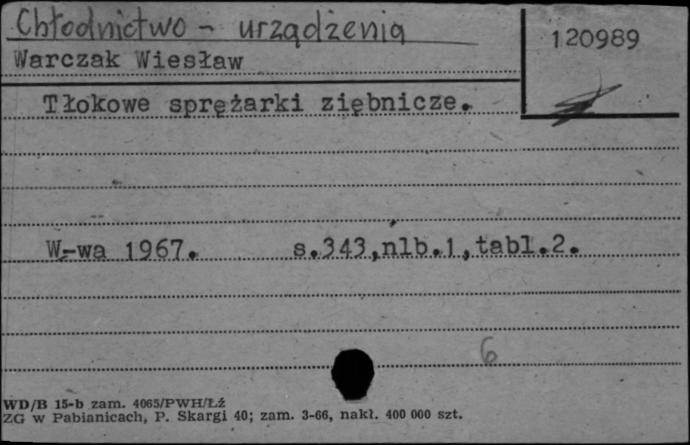 Chłodnictwo - urządzenia
120989
Warczak Wiesław
Tłokowe sprężarki ziębnicze.
W-wa 1967. s.343,nlb.1,tabl.2.
6
WD/B 15-b zam. 4065/PWH/Łź
ZG w Pabianicach, P. Skargi 40; zam. 3-66, nakł. 400 000 szt.